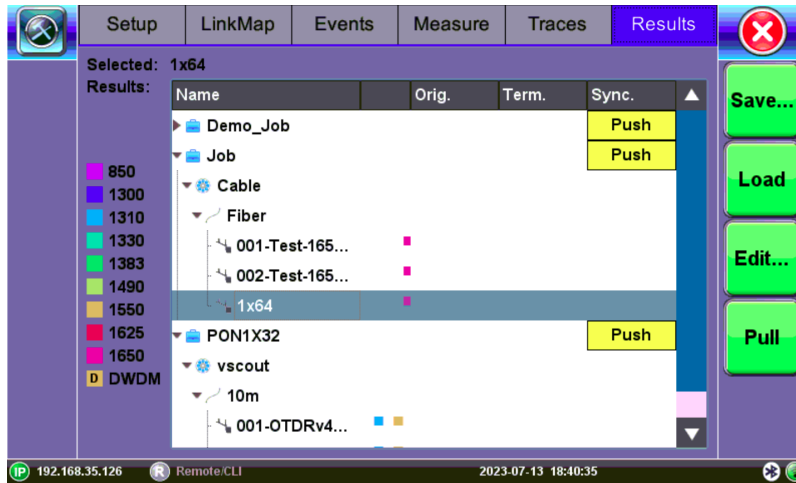 Setup LinkMap Events Measure Traces Results
Selected: 1x64
Results:
Name Orig. Term. Sync.
Demo_Job Push
Job Push
Cable
Fiber
001-Test-165...
002-Test-165...
1x64
PON1X32 Push
vscout
10m
001-OTDRv4...
850
1300
1310
1330
1383
1490
1550
1625
1650
D DWDM
Save...
Load
Edit...
Pull
IP 192.168.35.126 R Remote/CLI 2023-07-13 18:40:35